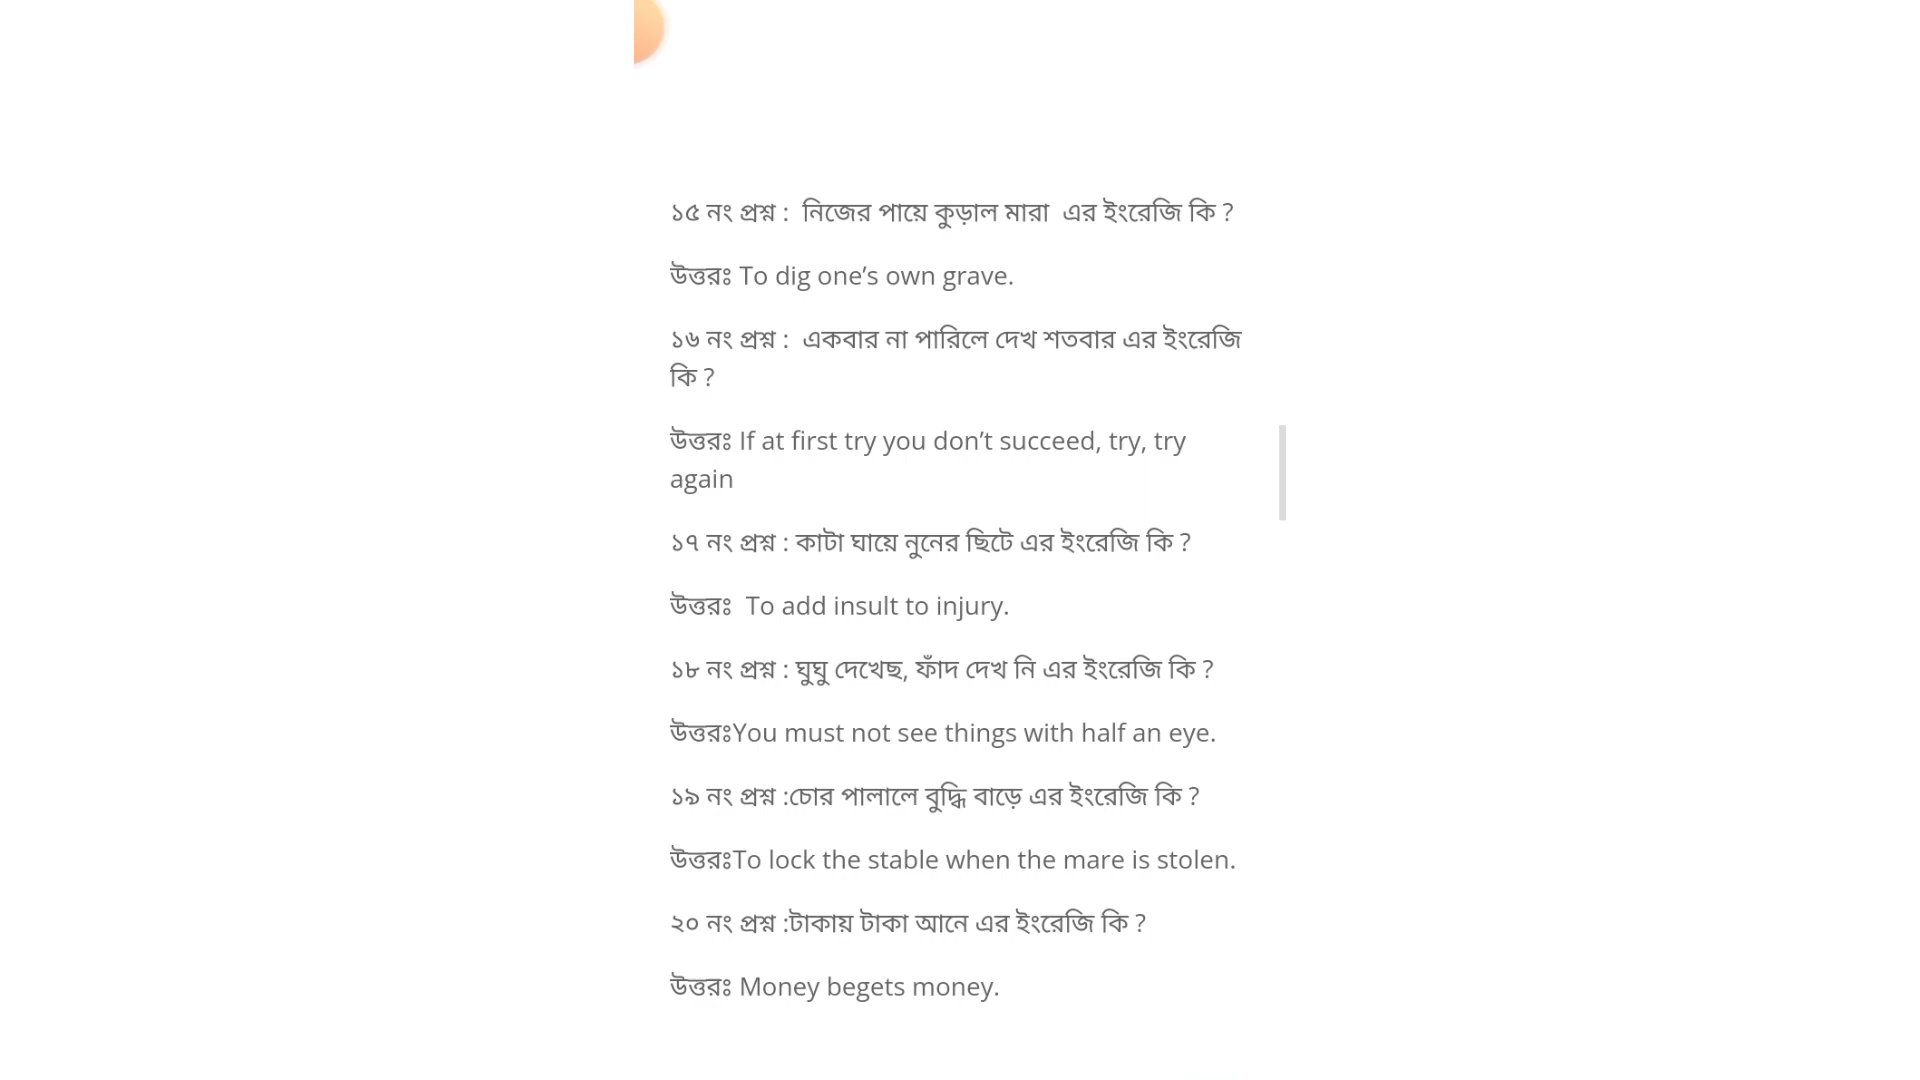 ১৫ নং প্রশ্ন :  নিজের পায়ে কুড়াল মারা  এর ইংরেজি কি ?
উত্তরঃ To dig one’s own grave.
১৬ নং প্রশ্ন :  একবার না পারিলে দেখ শতবার এর ইংরেজি
কি ?
উত্তরঃ If at first try you don’t succeed, try, try
again
১৭ নং প্রশ্ন : কাটা ঘায়ে নুনের ছিটে এর ইংরেজি কি ?
উত্তরঃ  To add insult to injury.
১৮ নং প্রশ্ন : ঘুঘু দেখেছ, ফাঁদ দেখ নি এর ইংরেজি কি ?
উত্তরঃYou must not see things with half an eye.
১৯ নং প্রশ্ন :চোর পালালে বুদ্ধি বাড়ে এর ইংরেজি কি ?
উত্তরঃTo lock the stable when the mare is stolen.
২০ নং প্রশ্ন :টাকায় টাকা আনে এর ইংরেজি কি ?
উত্তরঃ Money begets money.